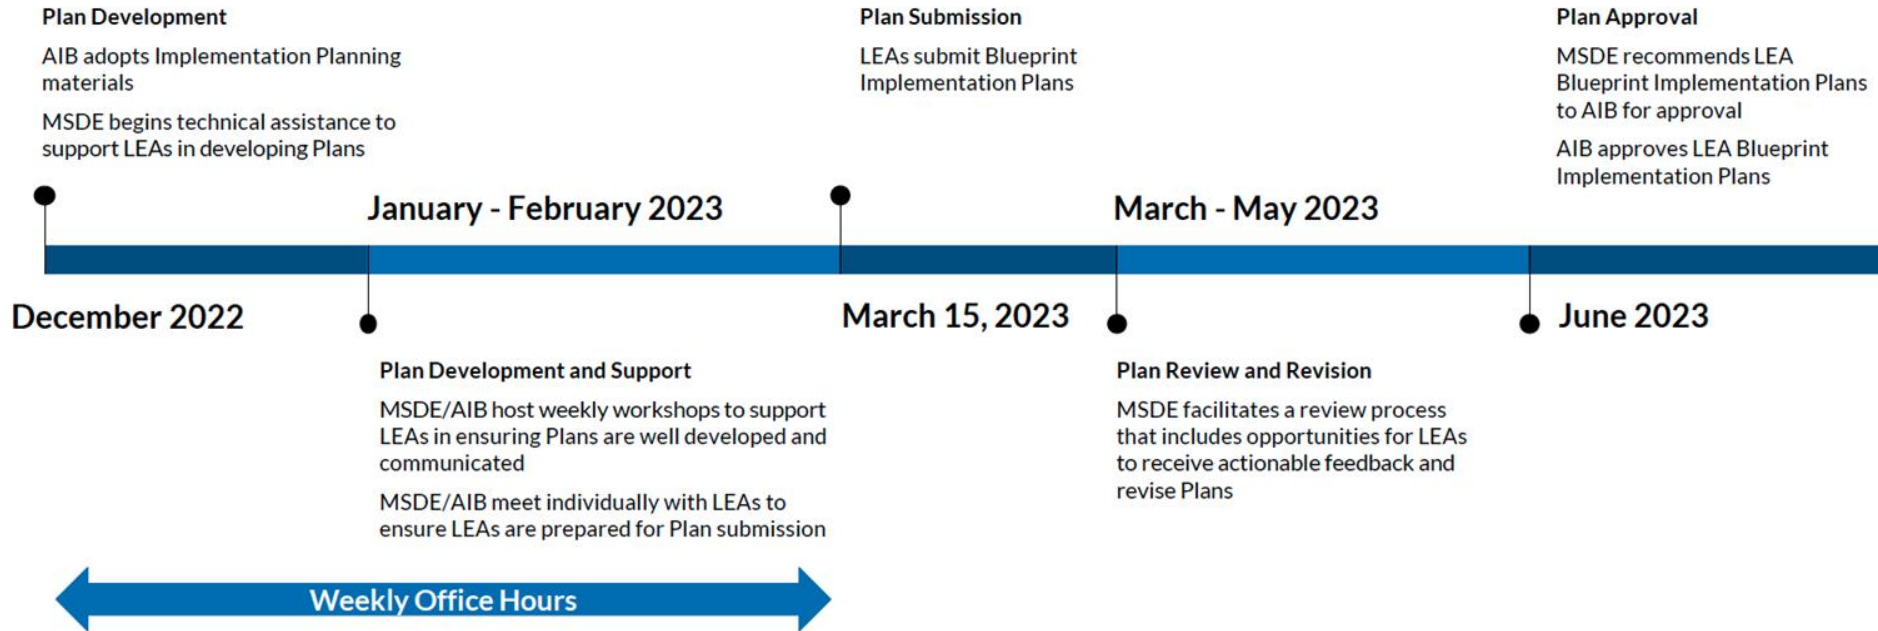 Plan Development
AIB adopts Implementation Planning
materials
MSDE begins technical assistance to
support LEAs in developing Plans
Plan Submission
LEAs submit Blueprint
Implementation Plans
Plan Approval
MSDE recommends LEA
Blueprint Implementation Plans
to AIB for approval
AIB approves LEA Blueprint
Implementation Plans
January - February 2023
March - May 2023
December 2022
March 15, 2023
June 2023
Plan Development and Support
MSDE/AIB host weekly workshops to support
LEAs in ensuring Plans are well developed and
communicated
MSDE/AIB meet individually with LEAs to
ensure LEAs are prepared for Plan submission
Plan Review and Revision
MSDE facilitates a review process
that includes opportunities for LEAs
to receive actionable feedback and
revise Plans
Weekly Office Hours